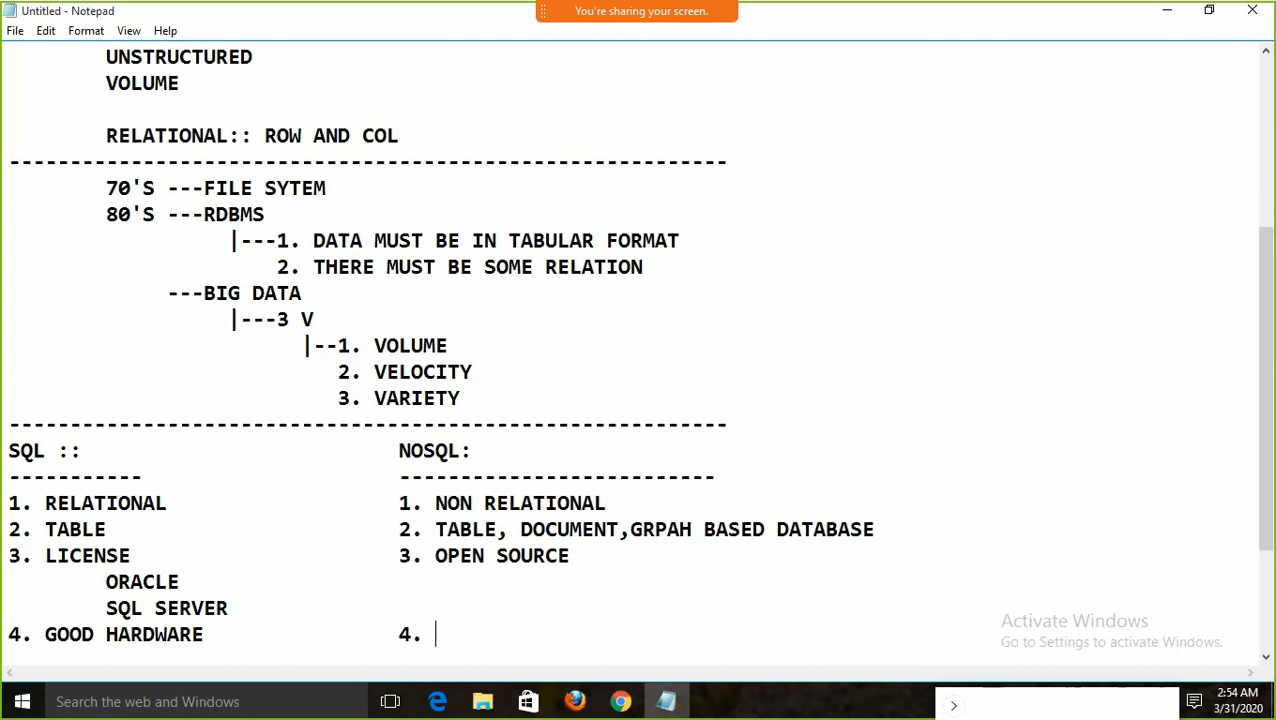 Untitled - Notepad
You're sharing your screen.
File Edit Format View Help
UNSTRUCTURED
VOLUME
RELATIONAL:: ROW AND COL
-----------------------------------------------------------
70'S ---FILE SYTEM
80'S ---RDBMS
|---1. DATA MUST BE IN TABULAR FORMAT
2. THERE MUST BE SOME RELATION
---BIG DATA
|---3 V
|--1. VOLUME
2. VELOCITY
3. VARIETY
-----------------------------------------------------------
SQL :: NOSQL:
----------- --------------------------
1. RELATIONAL 1. NON RELATIONAL
2. TABLE 2. TABLE, DOCUMENT,GRPAH BASED DATABASE
3. LICENSE 3. OPEN SOURCE
ORACLE
SQL SERVER
4. GOOD HARDWARE 4.
Activate Windows
Go to Settings to activate Windows.
Search the web and Windows
2:54 AM
3/31/2020